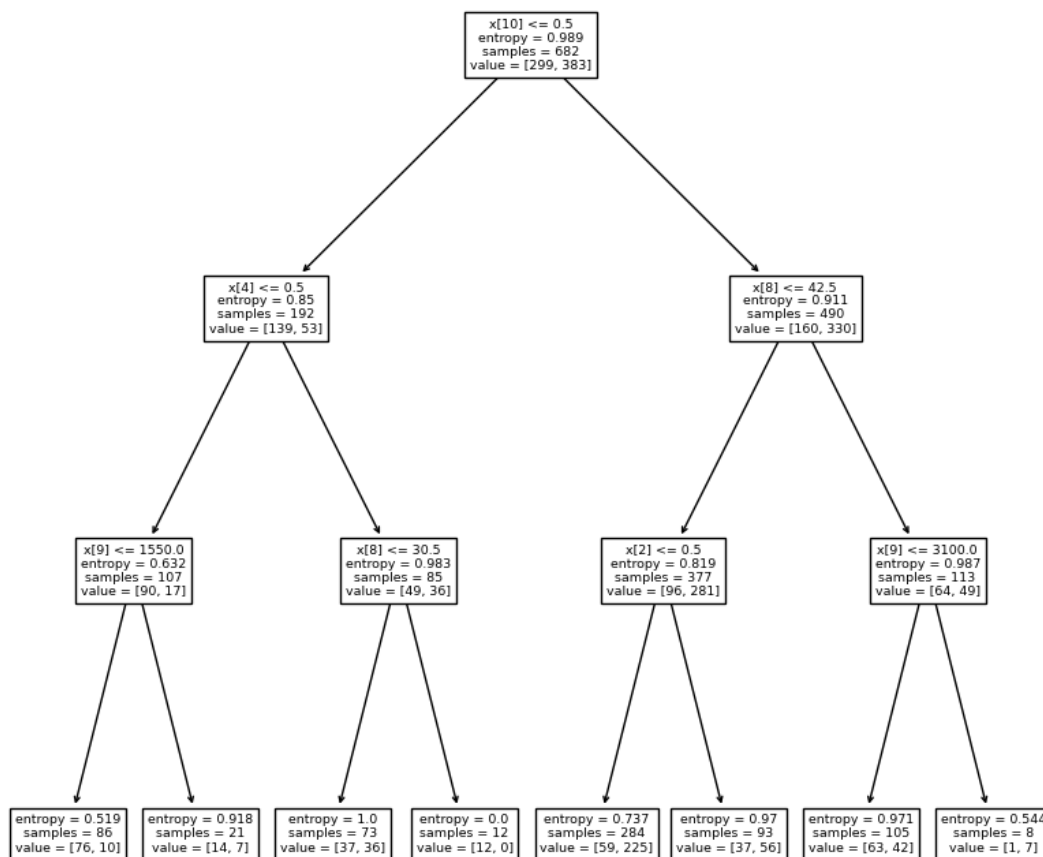 x[10] <= 0.5
entropy = 0.989
samples = 682
value = [299, 383]
x[4] <= 0.5
entropy = 0.85
samples = 192
value = [139, 53]
x[8] <= 42.5
entropy = 0.911
samples = 490
value = [160, 330]
x[9] <= 1550.0
entropy = 0.632
samples = 107
value = [90, 17]
x[8] <= 30.5
entropy = 0.983
samples = 85
value = [49, 36]
x[2] <= 0.5
entropy = 0.819
samples = 377
value = [96, 281]
x[9] <= 3100.0
entropy = 0.987
samples = 113
value = [64, 49]
entropy = 0.519
samples = 86
value = [76, 10]
entropy = 0.918
samples = 21
value = [14, 7]
entropy = 1.0
samples = 73
value = [37, 36]
entropy = 0.0
samples = 12
value = [12, 0]
entropy = 0.737
samples = 284
value = [59, 225]
entropy = 0.97
samples = 93
value = [37, 56]
entropy = 0.971
samples = 105
value = [63, 42]
entropy = 0.544
samples = 8
value = [1, 7]